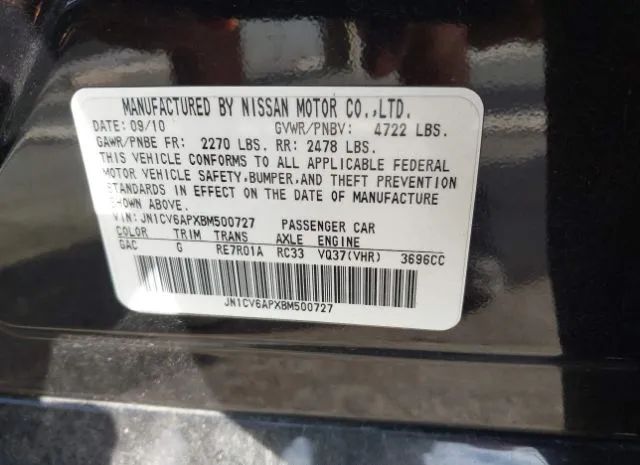 MANUFACTURED BY NISSAN MOTOR CO.,LTD.
DATE: 09/10 GVWR/PNBV: 4722 LBS.
GAWR/PNBE FR: 2270 LBS. RR: 2478 LBS.
THIS VEHICLE CONFORMS TO ALL APPLICABLE FEDERAL
MOTOR VEHICLE SAFETY,BUMPER,AND THEFT PREVENTION
STANDARDS IN EFFECT ON THE DATE OF MANUFACTURE
SHOWN ABOVE.
VIN: JN1CV6APXBM500727 PASSENGER CAR
COLOR TRIM TRANS AXLE ENGINE
GAC G RE7R01A RC33 VQ37(VHR) 3696CC
JN1CV6APXBM500727